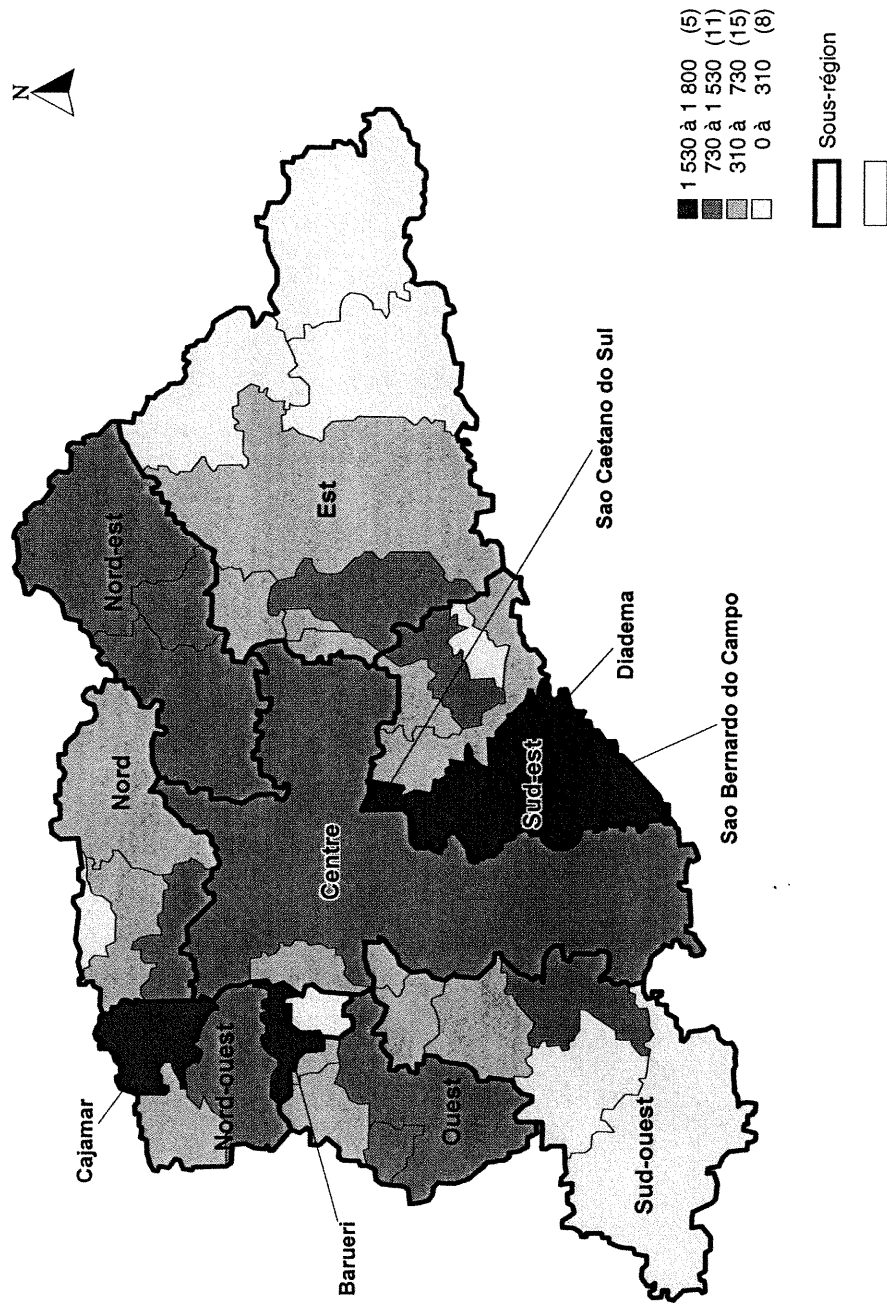 N
Cajamar
Nord
Nord-est
Nord-ouest
Barueri
Centre
Est
Ouest
Sud-est
Sud-ouest
Sao Caetano do Sul
Diadema
Sao Bernardo do Campo
1 530 à 1 800 (5)
730 à 1 530 (11)
310 à 730 (15)
0 à 310 (8)
Sous-région